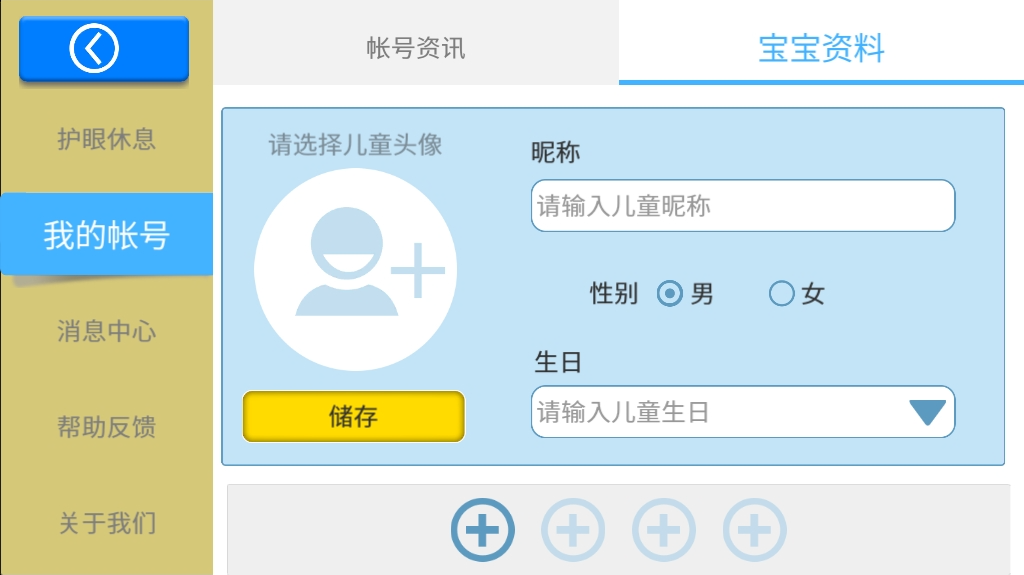 帐号资讯
宝宝资料
护眼休息
我的帐号
消息中心
帮助反馈
关于我们
请选择儿童头像
储存
昵称
请输入儿童昵称
性别 男 女
生日
请输入儿童生日